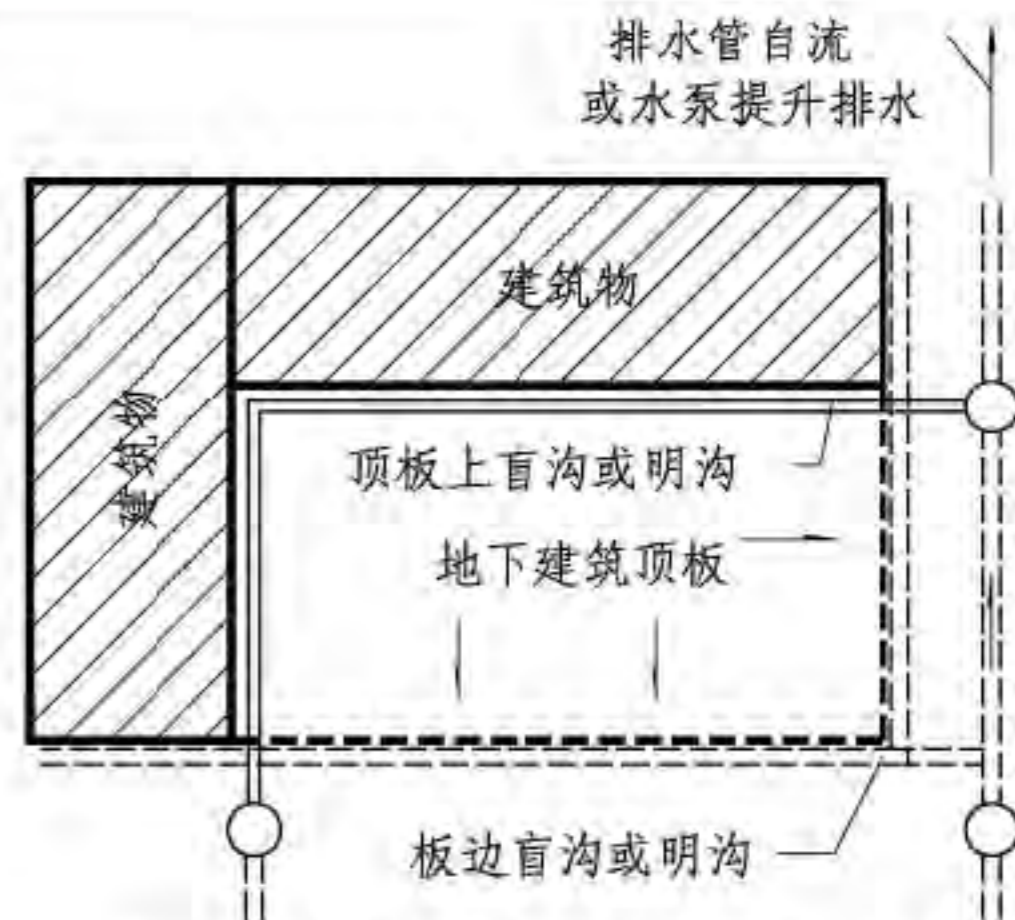 排水管自流
或水泵提升排水
建筑物
建筑物
顶板上盲沟或明沟
地下建筑顶板
板边盲沟或明沟